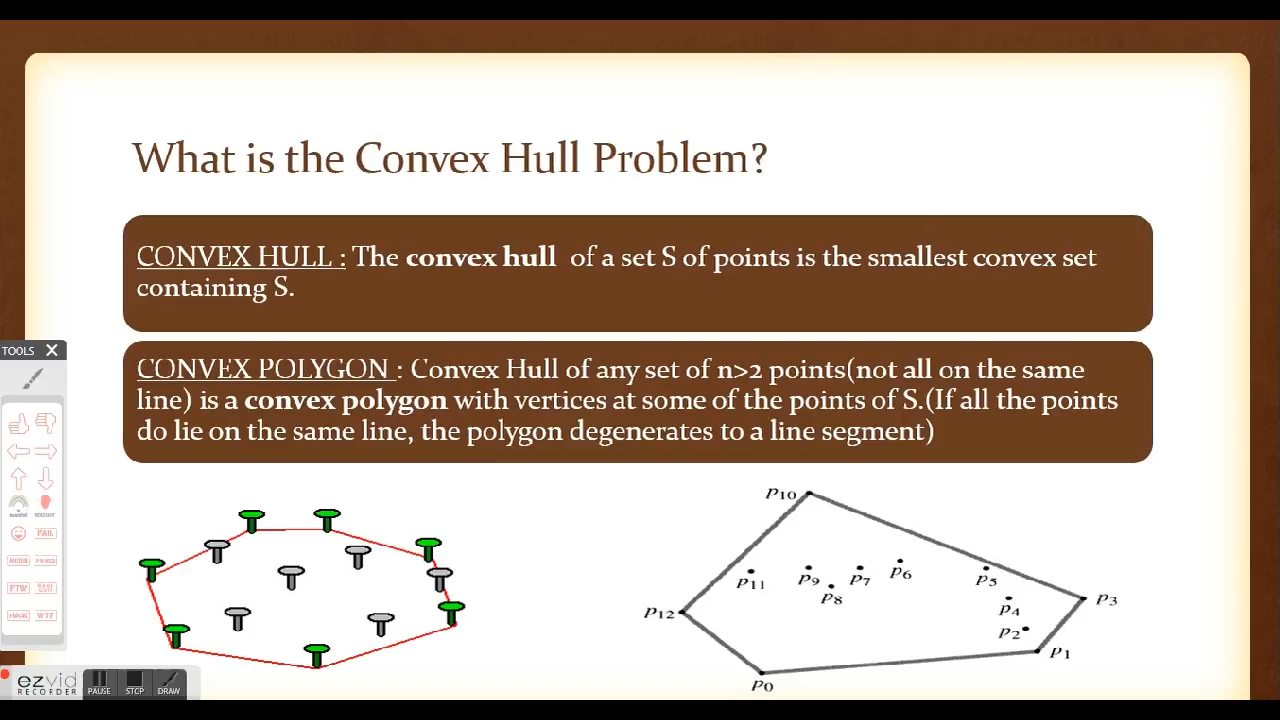 What is the Convex Hull Problem?
CONVEX HULL : The convex hull of a set S of points is the smallest convex set
containing S.
CONVEX POLYGON : Convex Hull of any set of n>2 points(not all on the same
line) is a convex polygon with vertices at some of the points of S.(If all the points
do lie on the same line, the polygon degenerates to a line segment)
TOOLS X
FAIL
FTW
WTF
p10
p11
p9
p8
p7
p6
p5
p4
p3
p2
p12
p1
p0
ezvid
RECORDER
PAUSE STOP DRAW